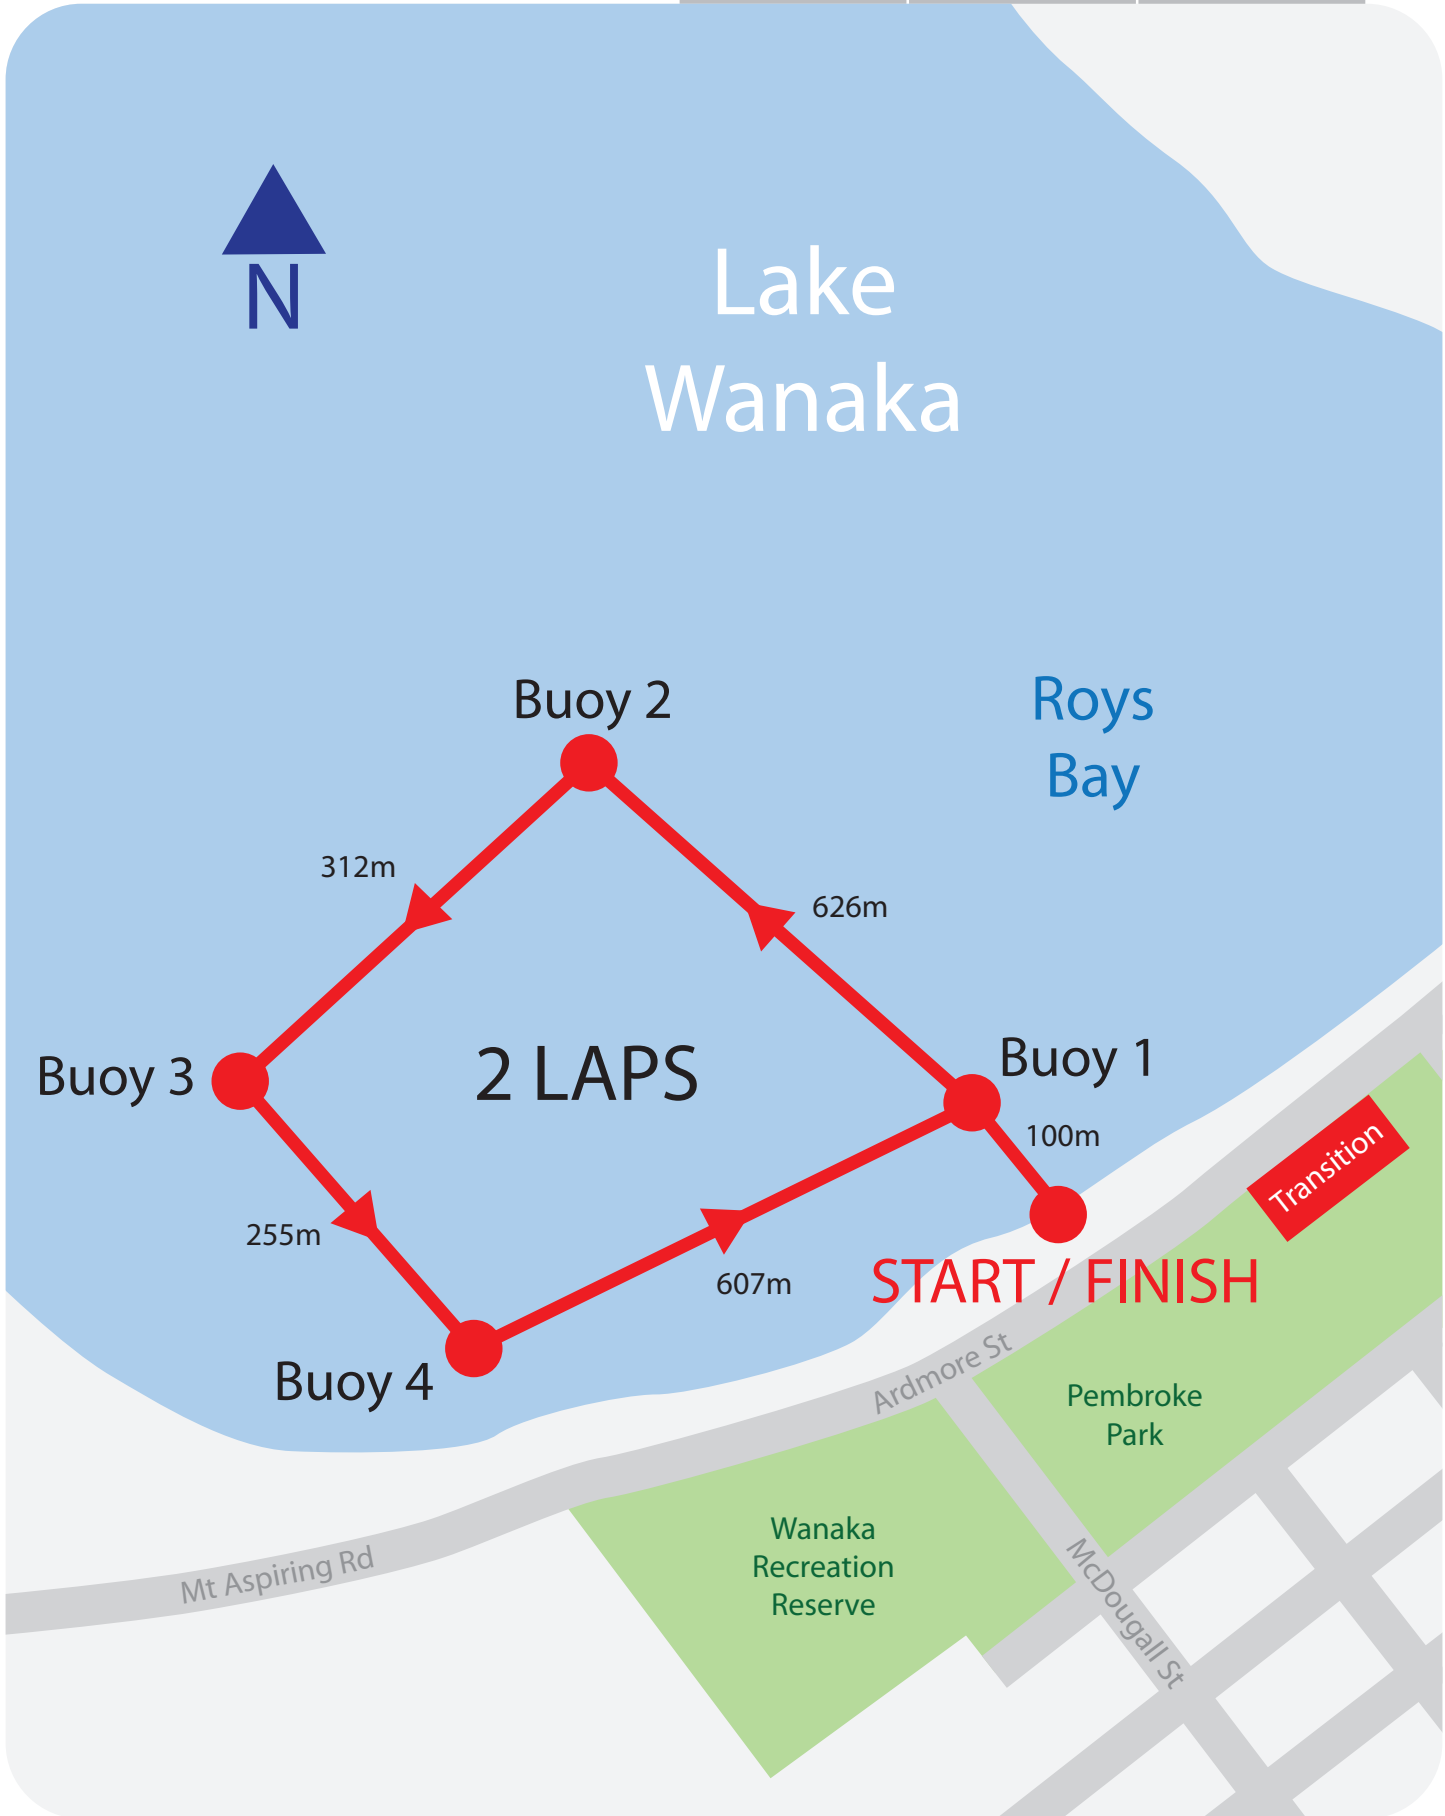 N
Lake
Wanaka
Roys
Bay
Buoy 2
312m
626m
2 LAPS
Buoy 1
Buoy 3
100m
Transition
255m
607m
START / FINISH
Buoy 4
Ardmore St
Pembroke
Park
Wanaka
Recreation
Reserve
Mt Aspiring Rd
McDougall St